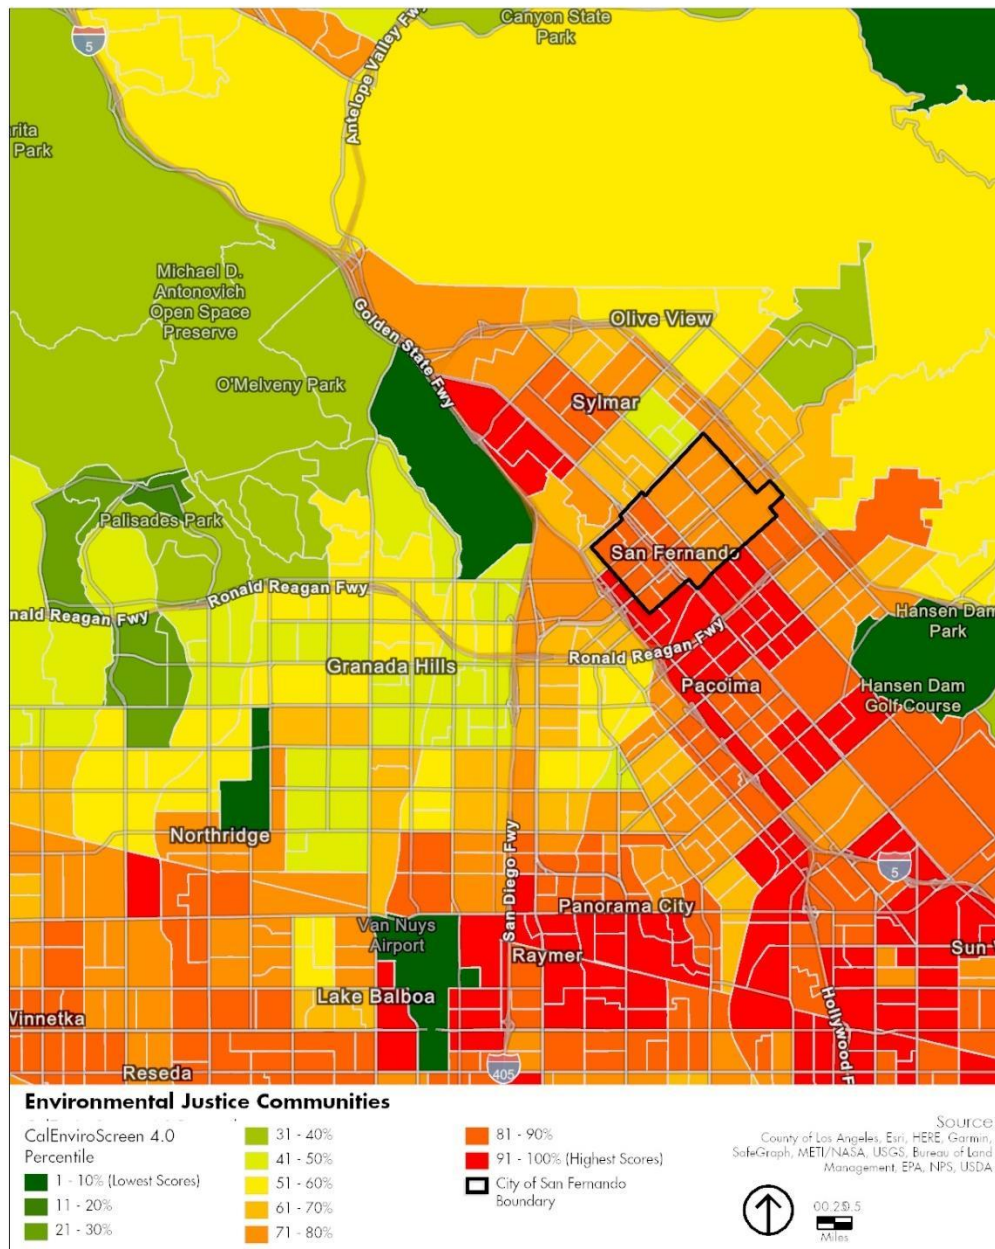 Canyon State
Park
5
Antelope Valley Fwy
rita
Park
Michael D.
Antonovich
Open Space
Preserve
Golden State Fwy
Olive View
O'Melveny Park
Sylmar
Palisades Park
San Fernando
Ronald Reagan Fwy
nald Reagan Fwy
Hansen Dam
Park
Ronald Reagan Fwy
Granada Hills
Pacoima
Hansen Dam
Golf Course
Northridge
San Diego Fwy
5
Panorama City
Van Nuys
Airport
Raymer
Sun
Lake Balboa
Winnetka
Hollywood F
Reseda
405
Environmental Justice Communities
CalEnviroScreen 4.0
Percentile
1 - 10% (Lowest Scores)
11 - 20%
21 - 30%
31 - 40%
41 - 50%
51 - 60%
61 - 70%
71 - 80%
81 - 90%
91 - 100% (Highest Scores)
City of San Fernando
Boundary
Source
County of Los Angeles, Esri, HERE, Garmin,
SafeGraph, METI/NASA, USGS, Bureau of Land
Management, EPA, NPS, USDA
00.250.5
Miles